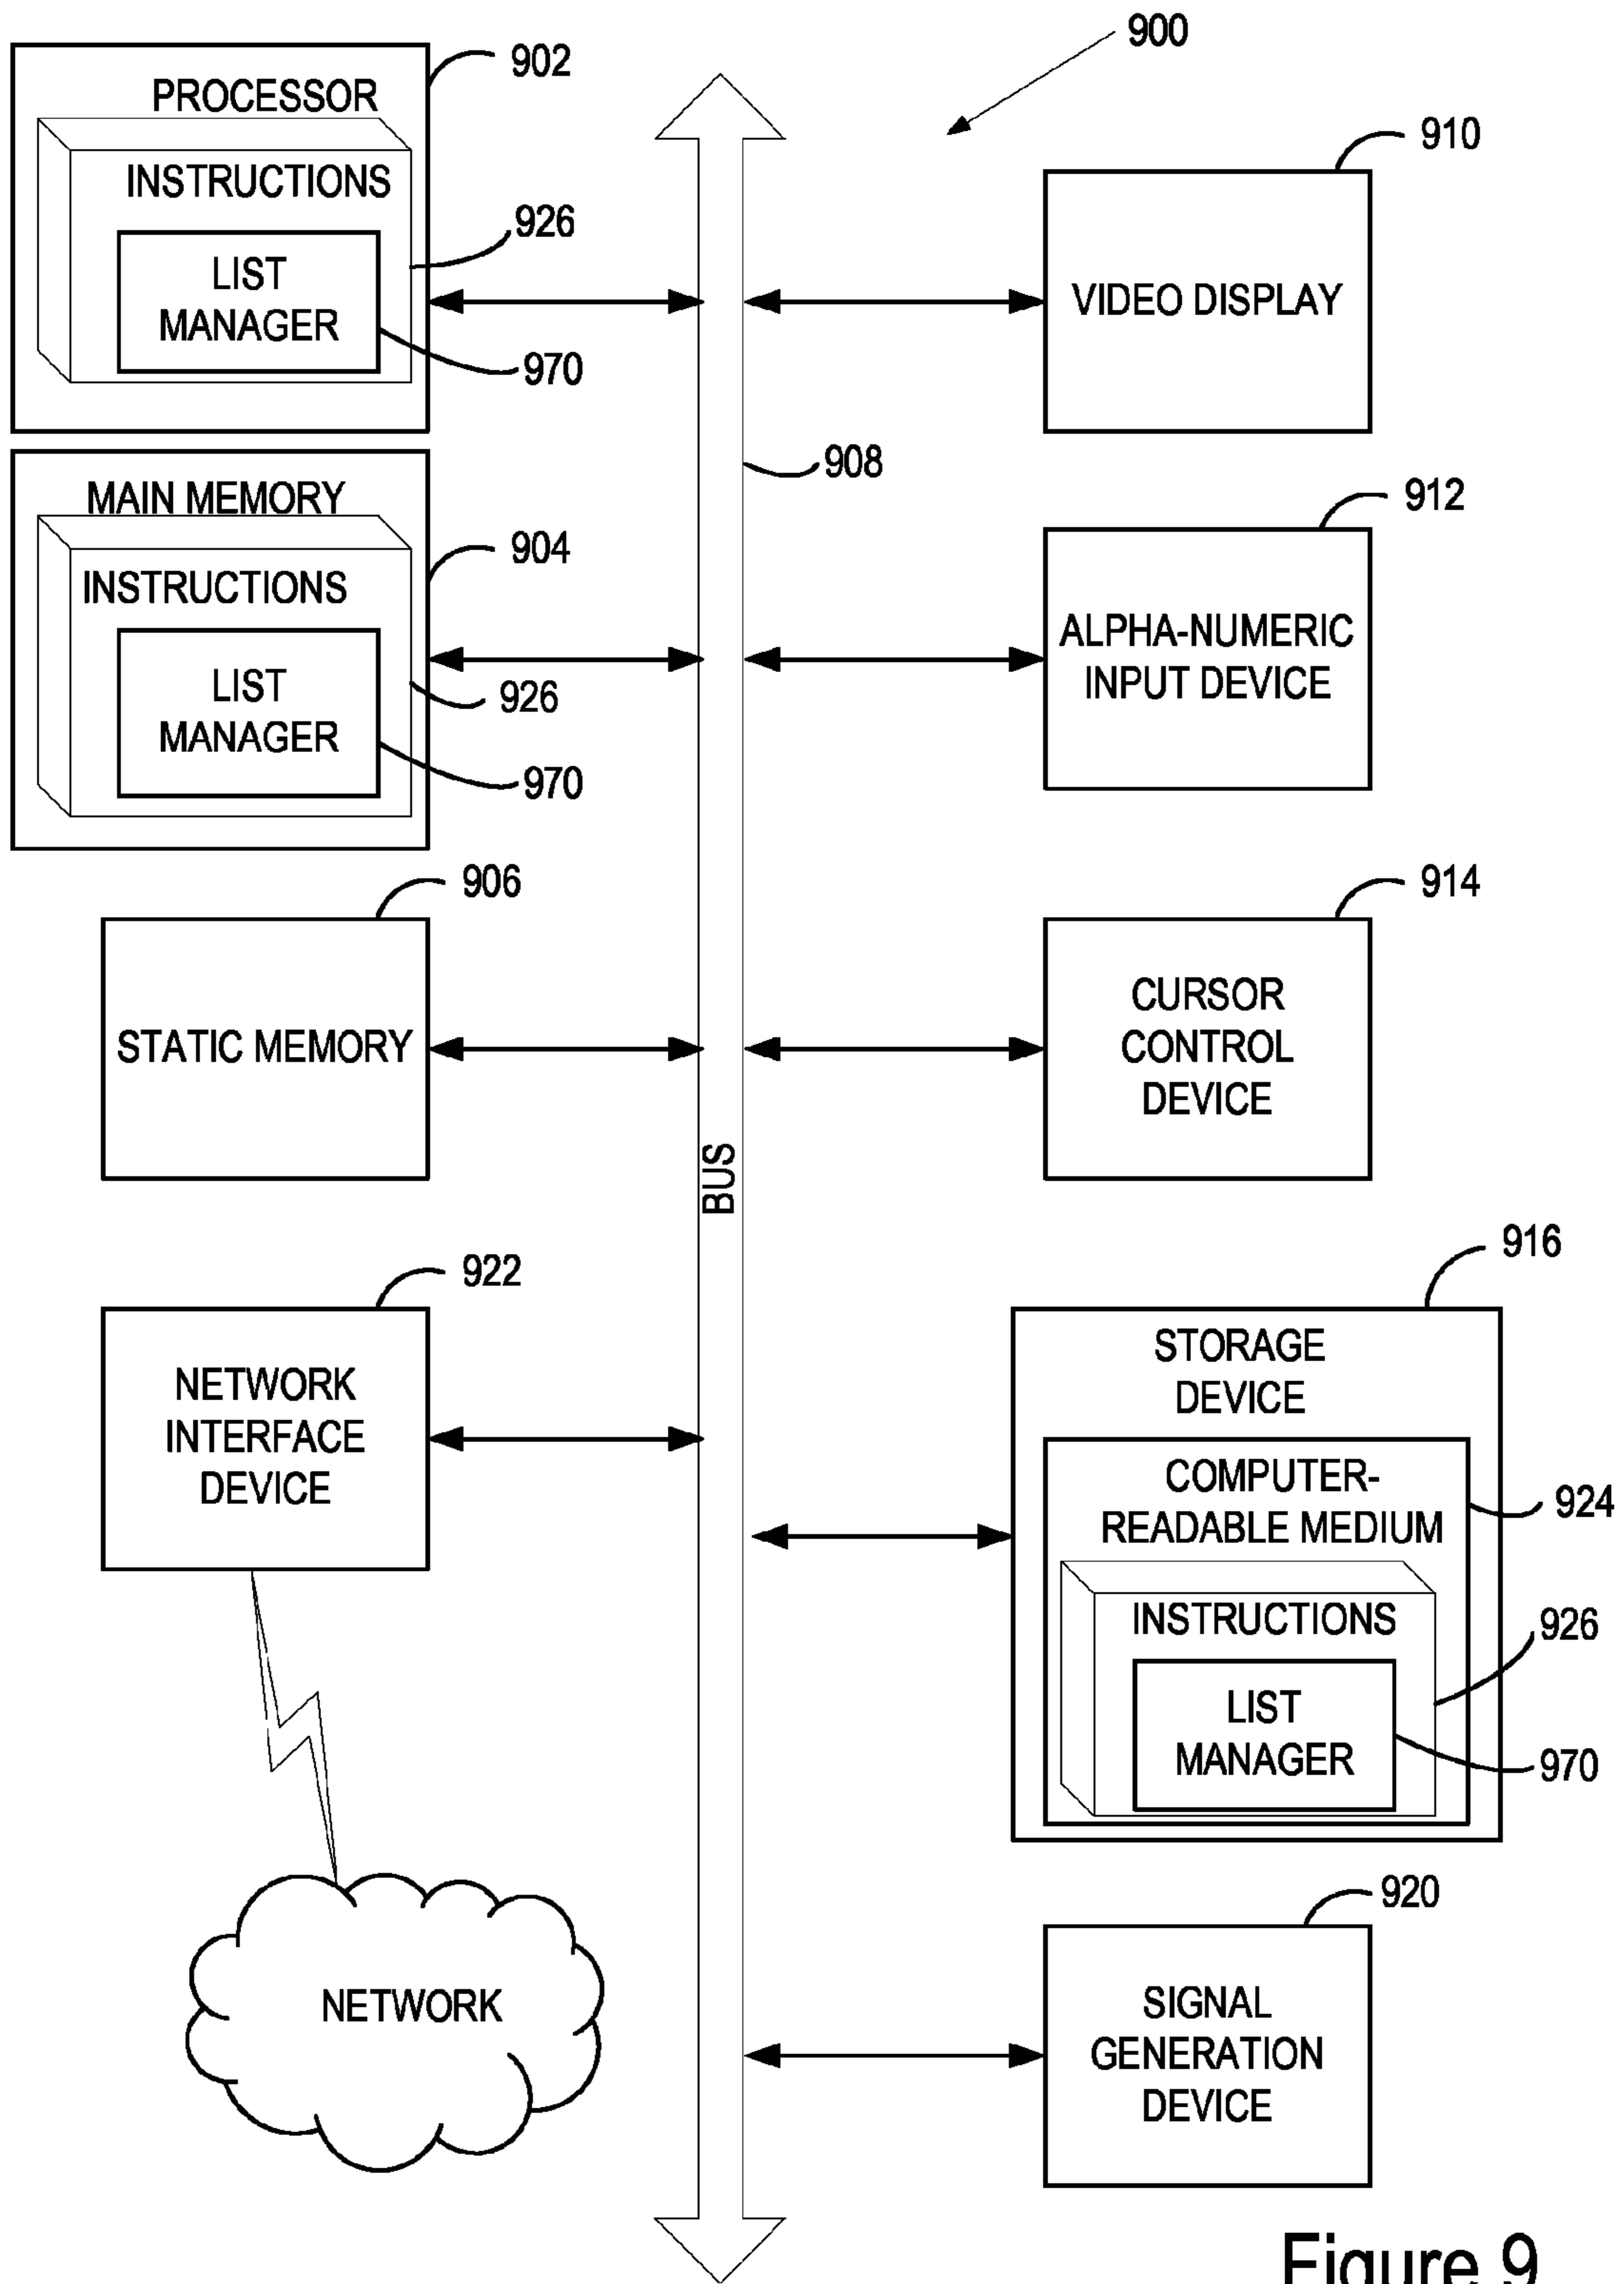 900
902
PROCESSOR
INSTRUCTIONS
926
LIST
MANAGER
970
910
VIDEO DISPLAY
908
MAIN MEMORY
904
INSTRUCTIONS
LIST
MANAGER
926
970
912
ALPHA-NUMERIC
INPUT DEVICE
906
STATIC MEMORY
914
CURSOR
CONTROL
DEVICE
BUS
922
NETWORK
INTERFACE
DEVICE
916
STORAGE
DEVICE
COMPUTER-
READABLE MEDIUM
924
INSTRUCTIONS
926
LIST
MANAGER
970
NETWORK
920
SIGNAL
GENERATION
DEVICE
Figure 9